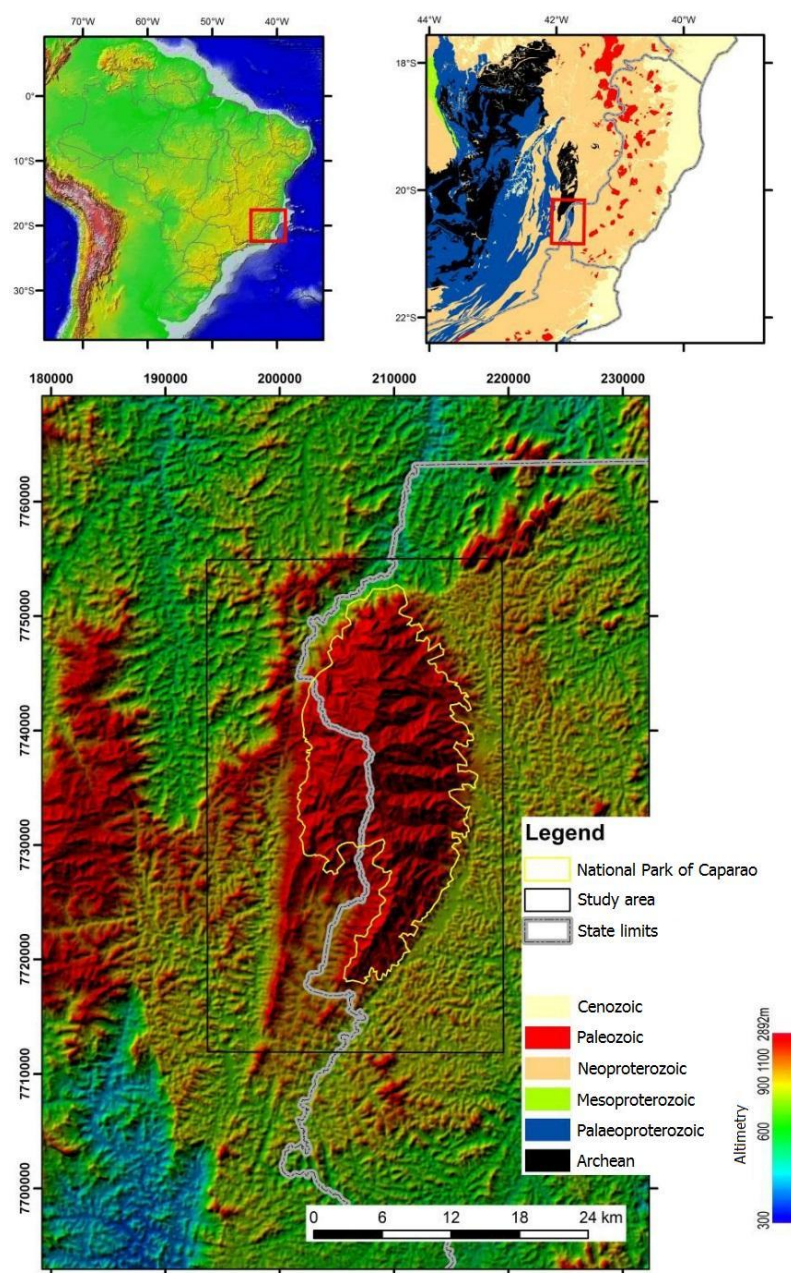 70°W 60°W 50°W 40°W
0°
10°S
20°S
30°S
44°W 42°W 40°W
18°S
20°S
22°S
180000 190000 200000 210000 220000 230000
7760000
7750000
7740000
7730000
7720000
7710000
7700000
Legend
National Park of Caparao
Study area
State limits
Cenozoic
Paleozoic
Neoproterozoic
Mesoproterozoic
Palaeoproterozoic
Archean
Altimetry
2892m
1100
900
600
300
0 6 12 18 24 km